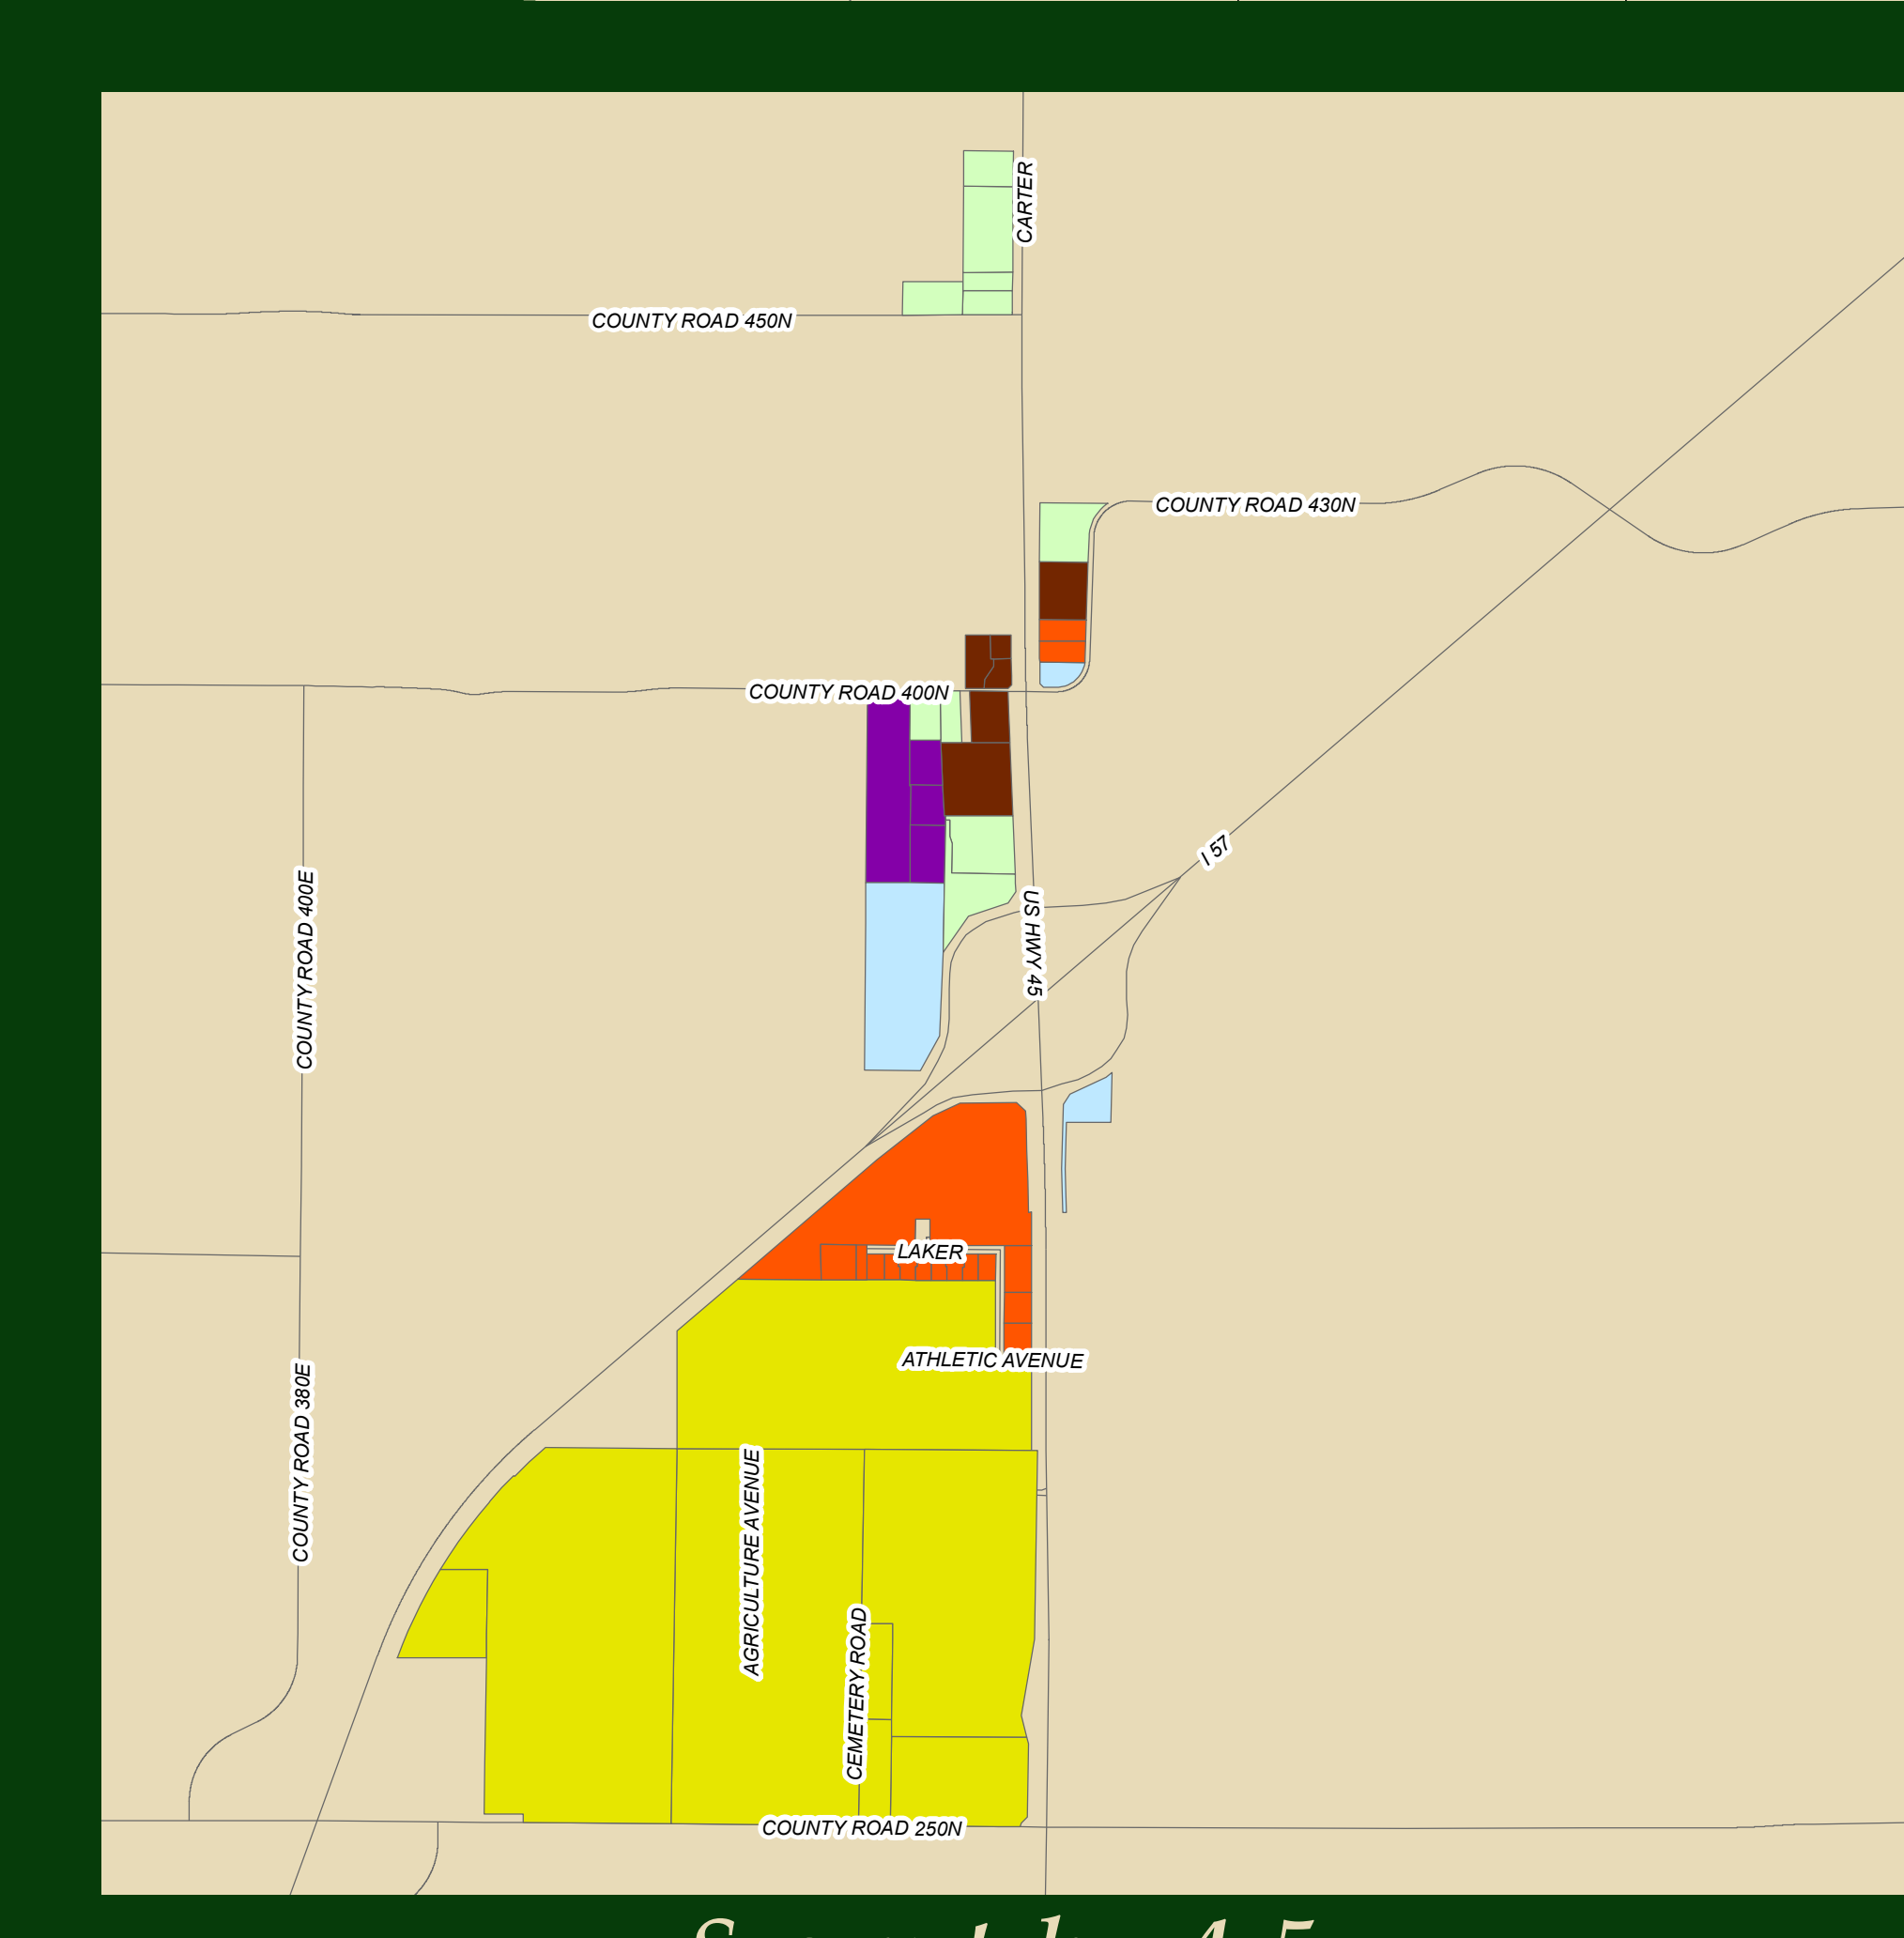 CARTER
COUNTY ROAD 450N
COUNTY ROAD 430N
COUNTY ROAD 400N
I 57
COUNTY ROAD 400E
US HWY 45
LAKER
ATHLETIC AVENUE
COUNTY ROAD 380E
AGRICULTURE AVENUE
CEMETERY ROAD
COUNTY ROAD 250N